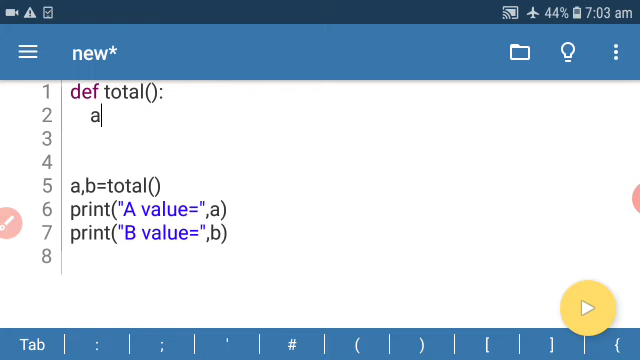 44% 7:03 am
new*
1 def total():
2 a
3
4
5 a,b=total()
6 print("A value=",a)
7 print("B value=",b)
8
Tab : ; ' # ( ) [ ] {